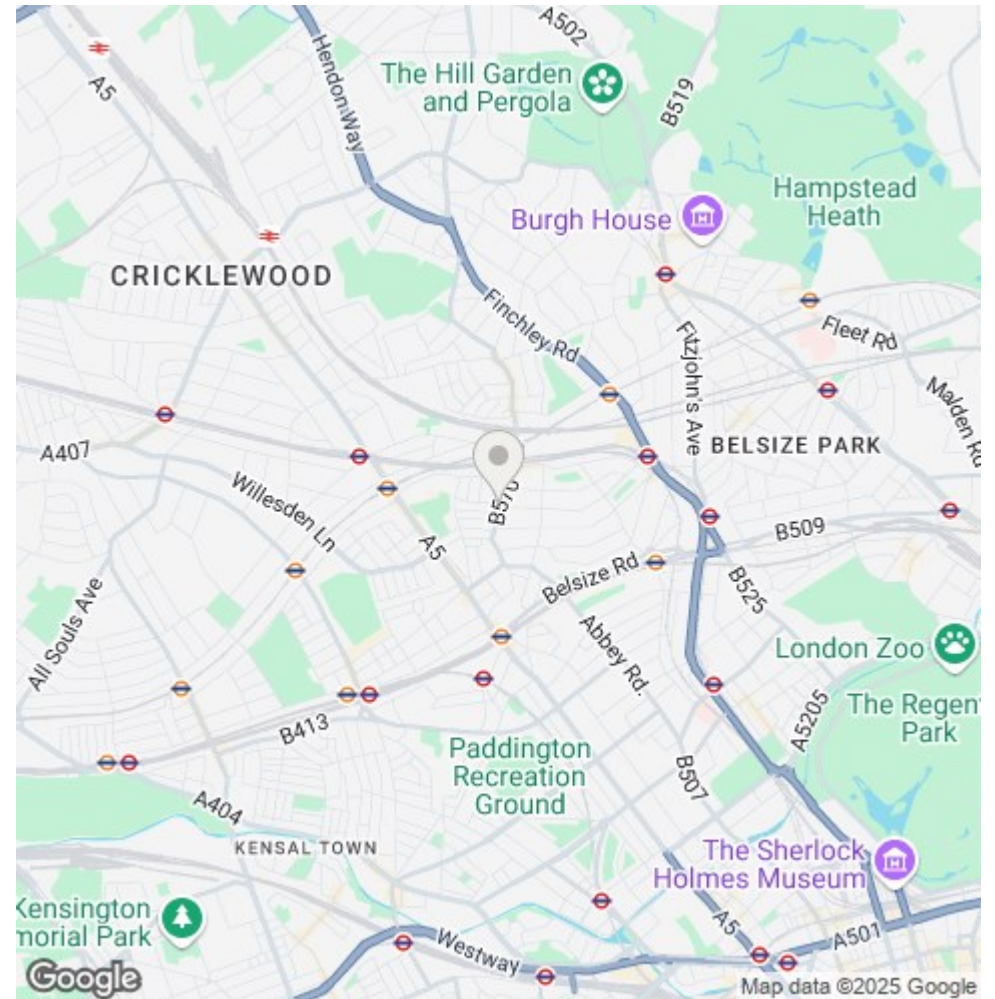 A502
Hendon Way
The Hill Garden
and Pergola
A5
B519
Hampstead
Heath
Burgh House
CRICKLEWOOD
Finchley Rd
Fitzjohn's Ave
Fleet Rd
Malden Rd
A407
BELSIZE PARK
Willesden Ln
B510
A5
B509
Belsize Rd
B525
All Souls Ave
Abbey Rd.
London Zoo
A5205
The Regent
Park
B413
Paddington
Recreation
Ground
B507
A404
KENSAL TOWN
The Sherlock
Holmes Museum
Kensington
morial Park
Westway
A5
A501
Google
Map data ©2025 Google